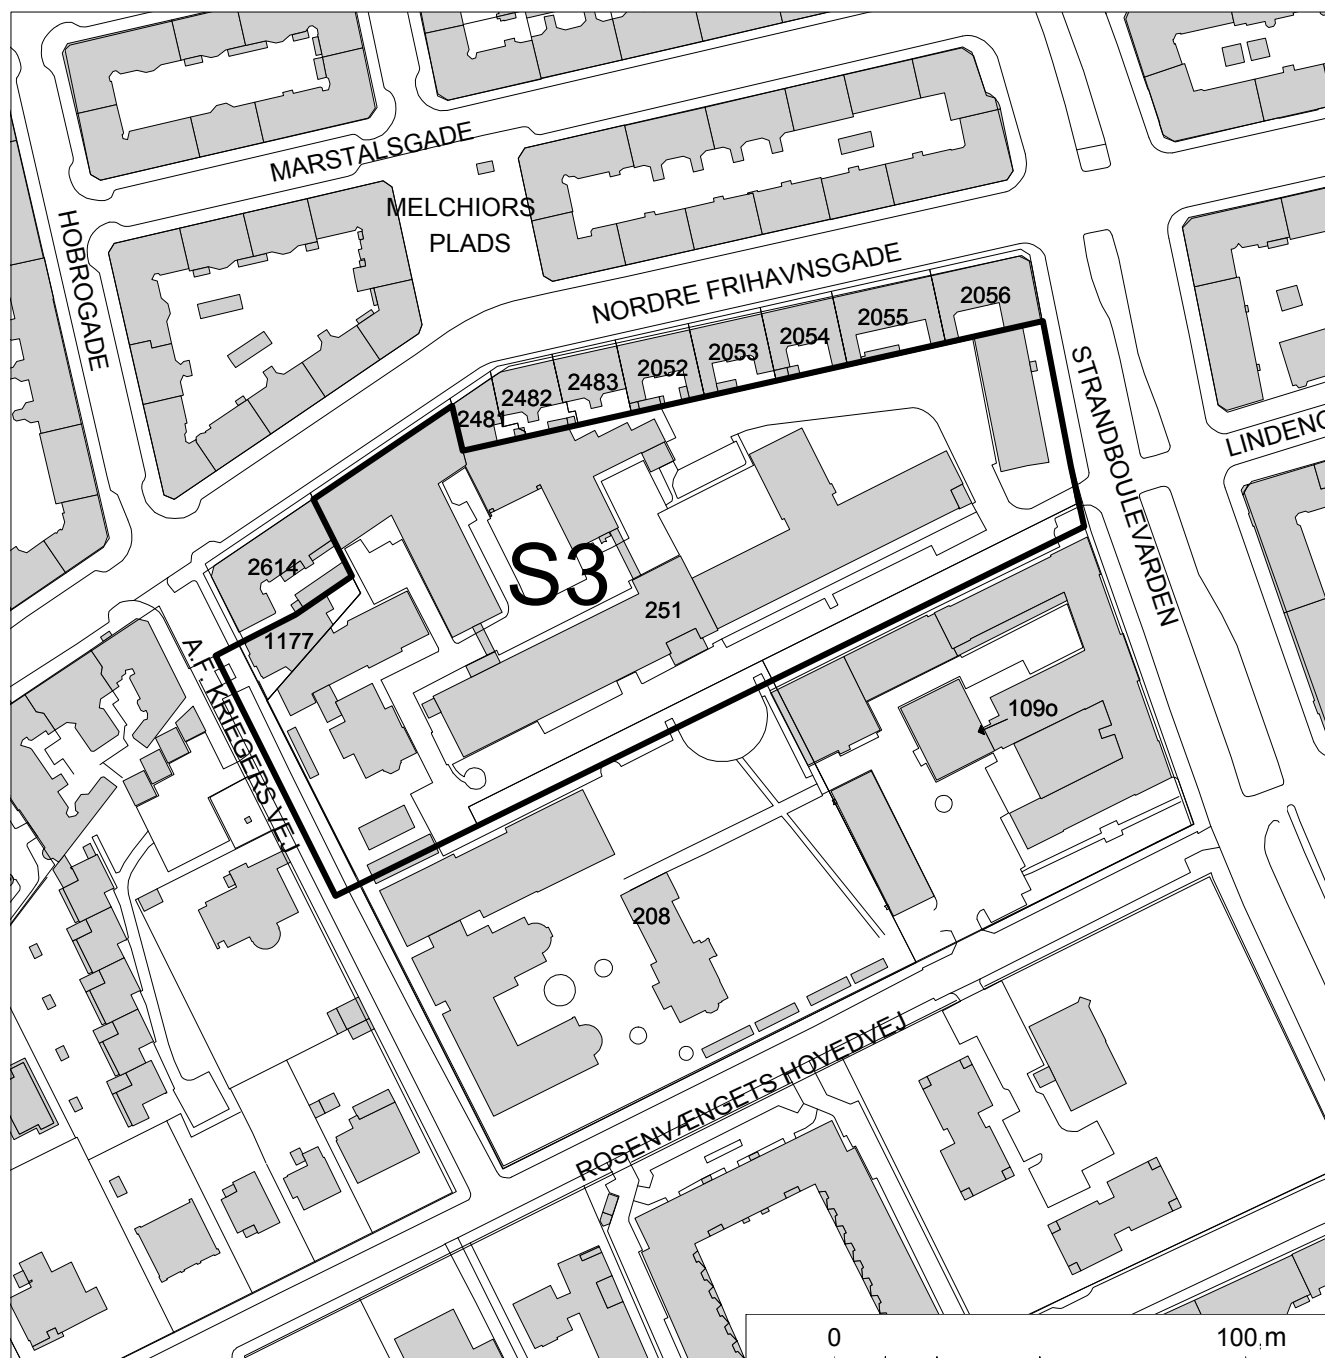 MARSTALSGADE
MELCHIORS
PLADS
HOBROGADE
NORDRE FRIHAVNSGADE
2056
2055
2054
2053
2052
2483
2482
2481
STRANDBOULEVARDEN
LINDENO
2614
S3
251
1177
A.F. KRIEGERS VEJ
109o
208
ROSENVÆNGETS HOVEDVEJ
0
100 m